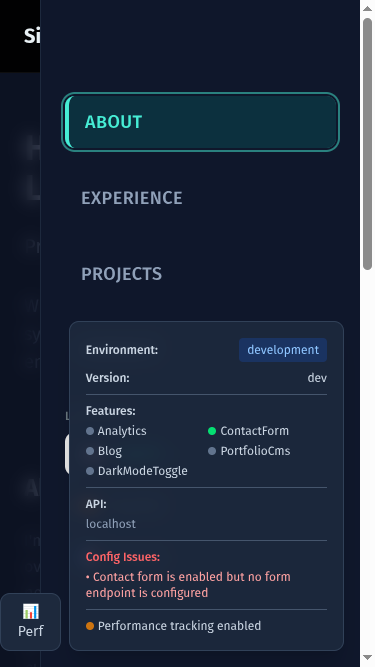 Si
ABOUT
EXPERIENCE
PROJECTS
Environment: development
Version: dev
Features:
Analytics ContactForm
Blog PortfolioCms
DarkModeToggle
API:
localhost
Config Issues:
• Contact form is enabled but no form
endpoint is configured
Performance tracking enabled
Perf